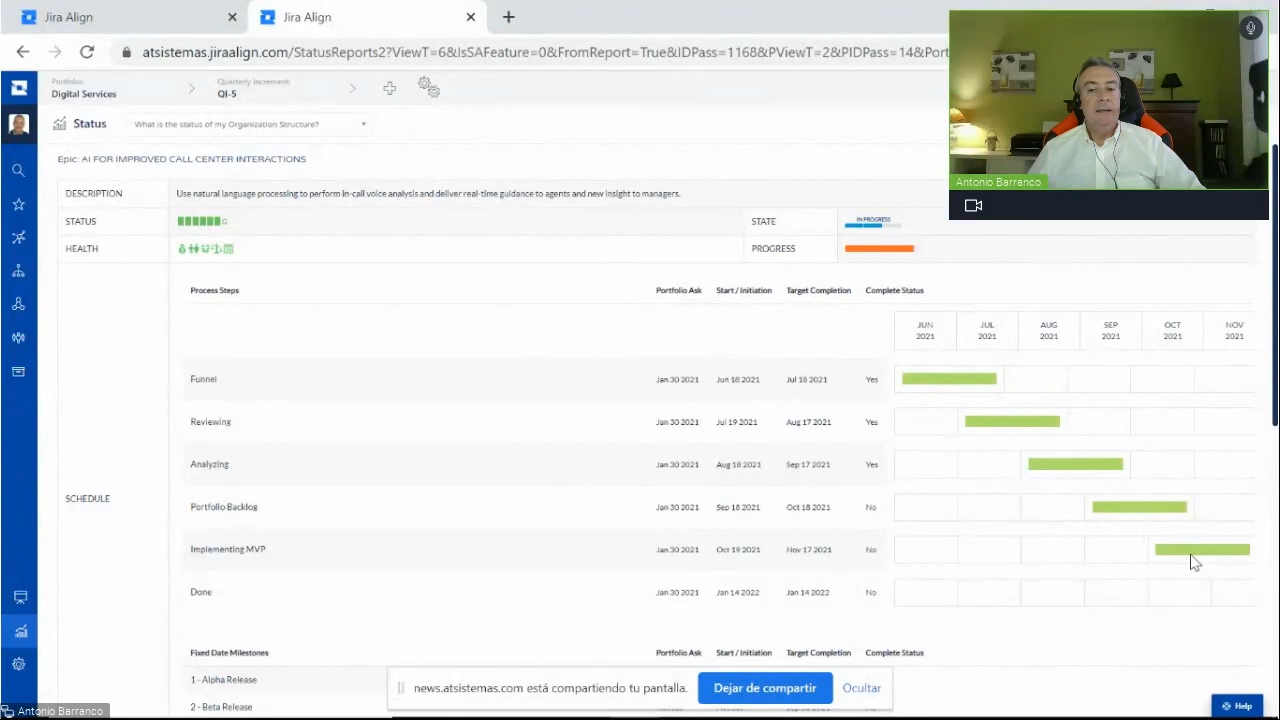 Jira Align
Jira Align
atsistemas.jiraalign.com/StatusReports2?ViewT=6&IsSAFeature=0&FromReport=True&IDPass=1168&PViewT=2&PIDPass=14&Port
Portfolio
Digital Services
Quarterly Increment
QI-5
Status
What is the status of my Organization Structure?
Antonio Barranco
Epic: AI FOR IMPROVED CALL CENTER INTERACTIONS
DESCRIPTION Use natural language processing to perform in-call voice analysis and deliver real-time guidance to agents and new insight to managers.
STATUS G STATE IN PROGRESS
HEALTH PROGRESS
Process Steps Portfolio Ask Start / Initiation Target Completion Complete Status
JUN 2021 JUL 2021 AUG 2021 SEP 2021 OCT 2021 NOV 2021
Funnel Jan 30 2021 Jun 18 2021 Jul 18 2021 Yes
Reviewing Jan 30 2021 Jul 19 2021 Aug 17 2021 Yes
Analyzing Jan 30 2021 Aug 18 2021 Sep 17 2021 Yes
SCHEDULE
Portfolio Backlog Jan 30 2021 Sep 18 2021 Oct 18 2021 No
Implementing MVP Jan 30 2021 Oct 19 2021 Nov 17 2021 No
Done Jan 30 2021 Jan 14 2022 Jan 14 2022 No
Fixed Date Milestones Portfolio Ask Start / Initiation Target Completion Complete Status
1 - Alpha Release
2 - Beta Release
news.atsistemas.com está compartiendo tu pantalla. Dejar de compartir Ocultar
Help
Antonio Barranco